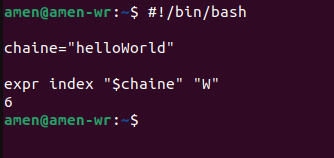 amen@amen-wr:~$ #!/bin/bash
chaine="helloWorld"
expr index "$chaine" "W"
6
amen@amen-wr:~$